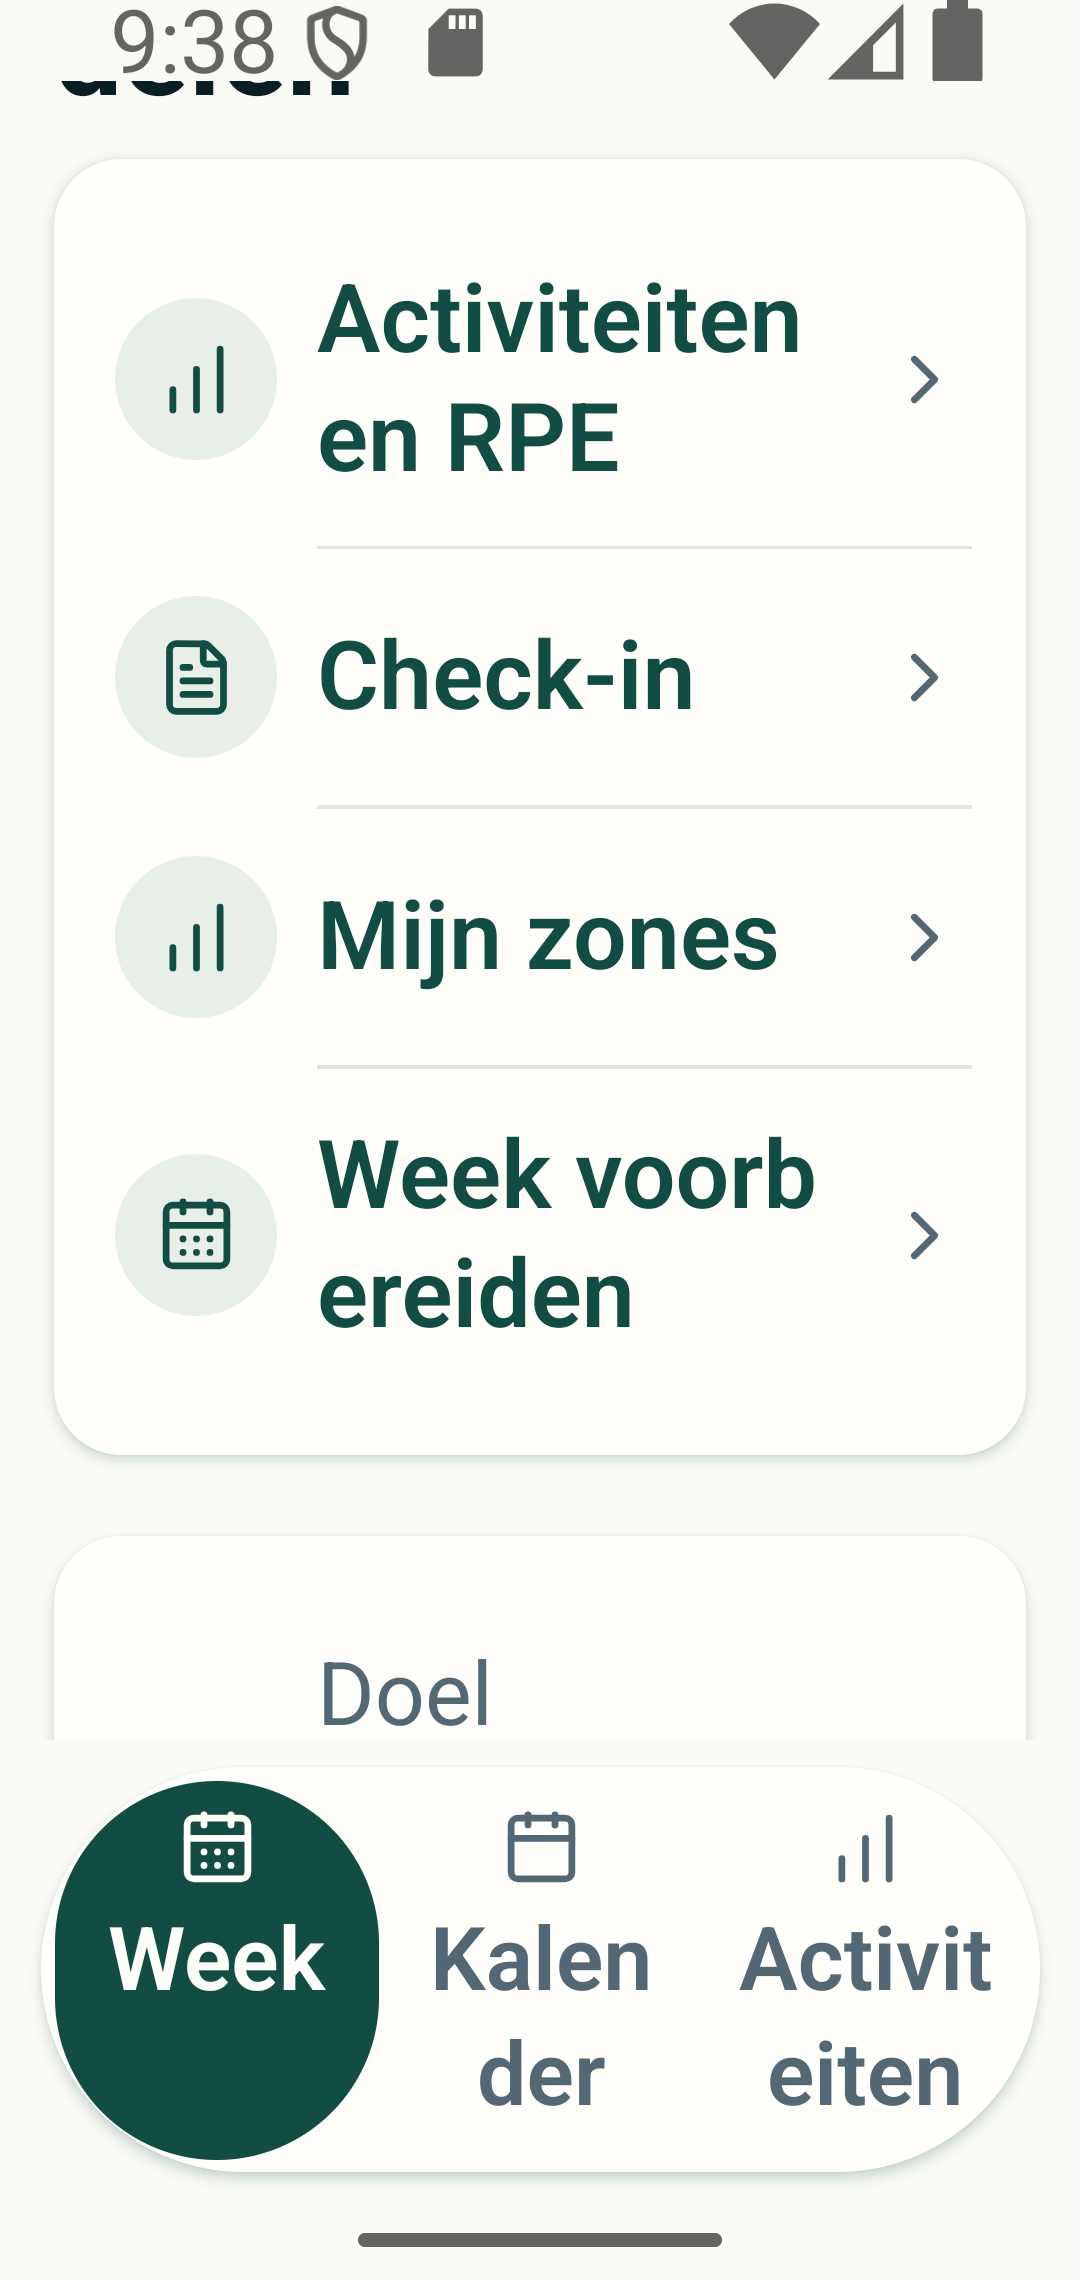 9:38
Activiteiten
en RPE
Check-in
Mijn zones
Week voorb
ereiden
Doel
Week
Kalen
der
Activit
eiten